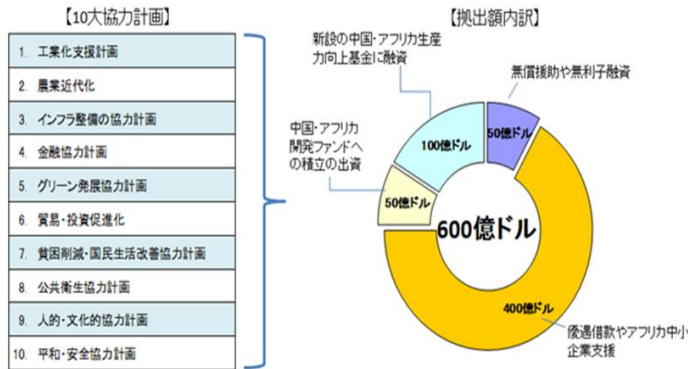 【10大協力計画】
1. 工業化支援計画
2. 農業近代化
3. インフラ整備の協力計画
4. 金融協力計画
5. グリーン発展協力計画
6. 貿易・投資促進化
7. 貧困削減・国民生活改善協力計画
8. 公共衛生協力計画
9. 人的・文化的協力計画
10. 平和・安全協力計画
【拠出額内訳】
新設の中国・アフリカ生産
力向上基金に融資
無償援助や無利子融資
中国・アフリカ
開発ファンドへ
の積立の出資
50億ドル
100億ドル
50億ドル
600億ドル
400億ドル
優遇借款やアフリカ中小
企業支援